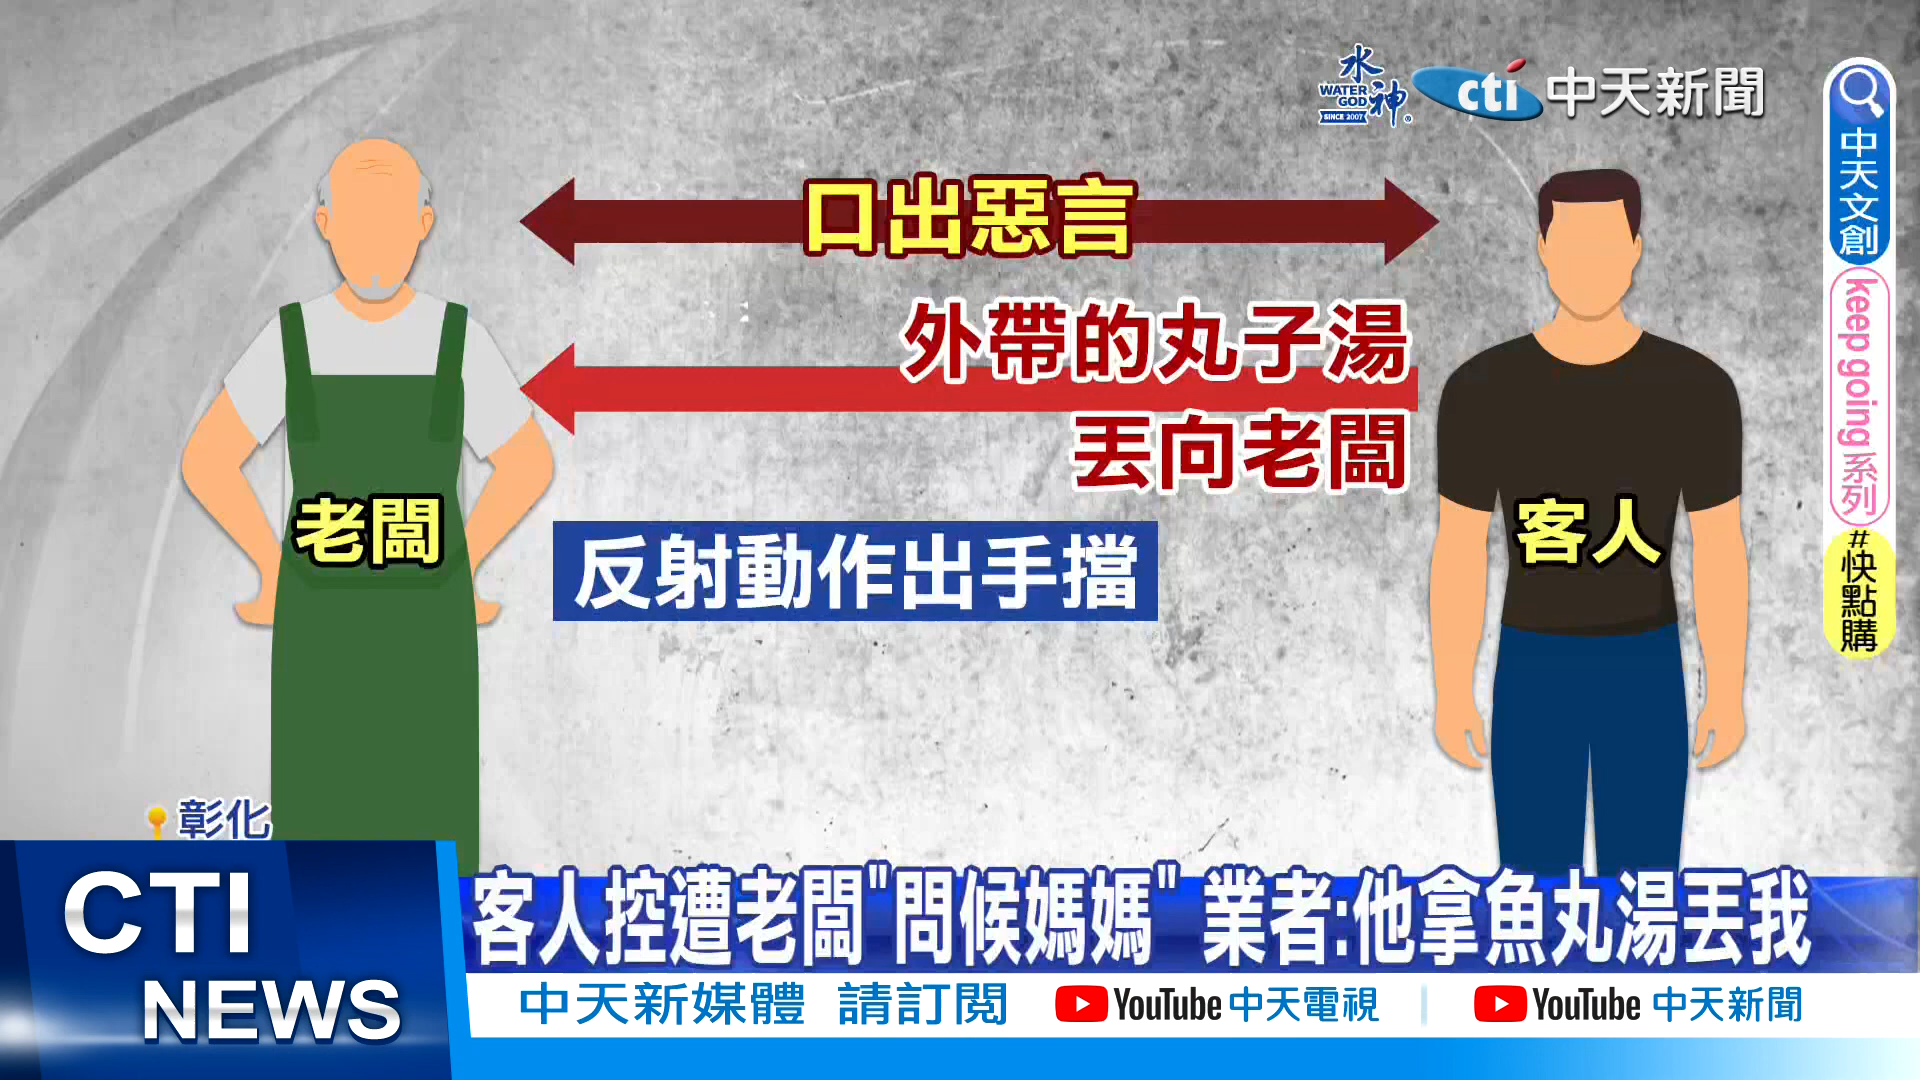 水神
WATER GOD
SINCE 2007
cti 中天新聞
口出惡言
外帶的丸子湯
丟向老闆
老闆
反射動作出手擋
客人
中天文創
keep going系列
#快點購
彰化
CTI NEWS
客人控遭老闆"問候媽媽" 業者:他拿魚丸湯丟我
中天新媒體 請訂閱 YouTube 中天電視 | YouTube 中天新聞